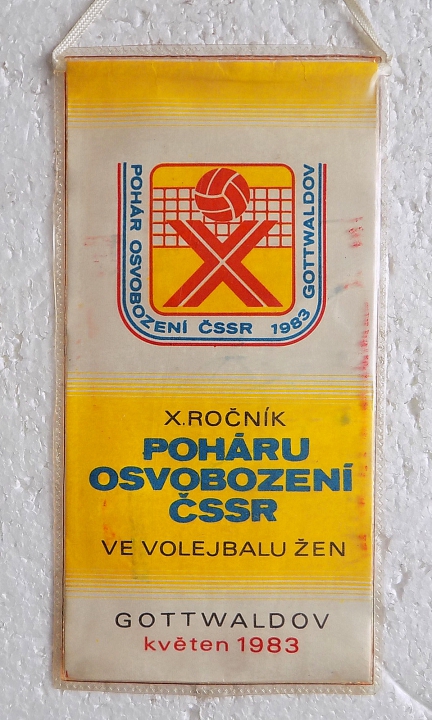 POHÁR OSVOBOZENÍ ČSSR 1983 GOTTWALDOV
X. ROČNÍK
POHÁRU
OSVOBOZENÍ
ČSSR
VE VOLEJBALU ŽEN
GOTTWALDOV
květen 1983